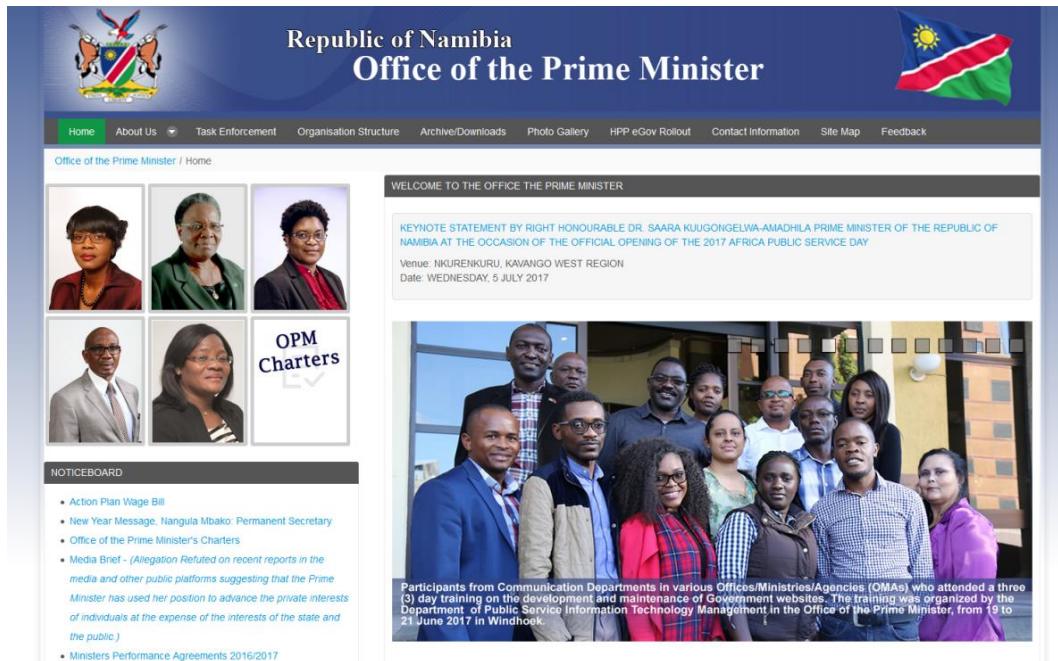 Republic of Namibia
Office of the Prime Minister
Home
About Us
Task Enforcement
Organisation Structure
Archive/Downloads
Photo Gallery
HPP eGov Rollout
Contact Information
Site Map
Feedback
Office of the Prime Minister / Home
OPM
Charters
NOTICEBOARD
Action Plan Wage Bill
New Year Message, Nangula Mbako: Permanent Secretary
Office of the Prime Minister's Charters
Media Brief - (Allegation Refuted on recent reports in the
media and other public platforms suggesting that the Prime
Minister has used her position to advance the private interests
of individuals at the expense of the interests of the state and
the public.)
Ministers Performance Agreements 2016/2017
WELCOME TO THE OFFICE THE PRIME MINISTER
KEYNOTE STATEMENT BY RIGHT HONOURABLE DR. SAARA KUUGONGELWA-AMADHILA PRIME MINISTER OF THE REPUBLIC OF
NAMIBIA AT THE OCCASION OF THE OFFICIAL OPENING OF THE 2017 AFRICA PUBLIC SERVICE DAY
Venue: NKURENKURU, KAVANGO WEST REGION
Date: WEDNESDAY, 5 JULY 2017
Participants from Communication Departments in various Offices/Ministries/Agencies (OMAs) who attended a three
(3) day training on the development and maintenance of Government websites. The training was organized by the
Department of Public Service Information Technology Management in the Office of the Prime Minister, from 19 to
21 June 2017 in Windhoek.